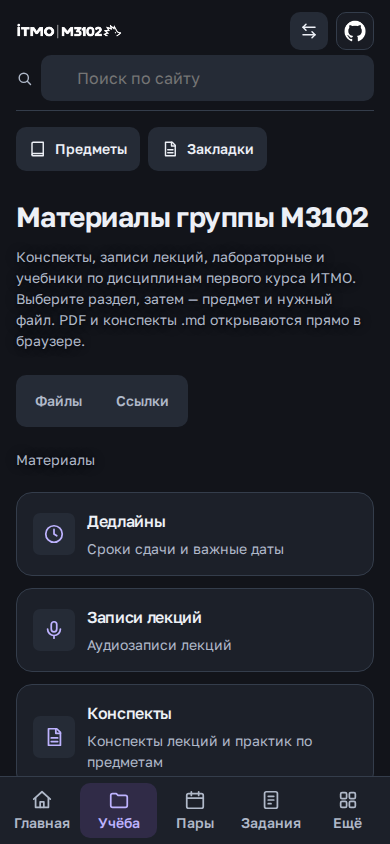 iTMO | M3102
Поиск по сайту
Предметы
Закладки
Материалы группы М3102
Конспекты, записи лекций, лабораторные и
учебники по дисциплинам первого курса ИТМО.
Выберите раздел, затем — предмет и нужный
файл. PDF и конспекты .md открываются прямо в
браузере.
Файлы
Ссылки
Материалы
Дедлайны
Сроки сдачи и важные даты
Записи лекций
Аудиозаписи лекций
Конспекты
Конспекты лекций и практик по
предметам
Главная
Учёба
Пары
Задания
Ещё